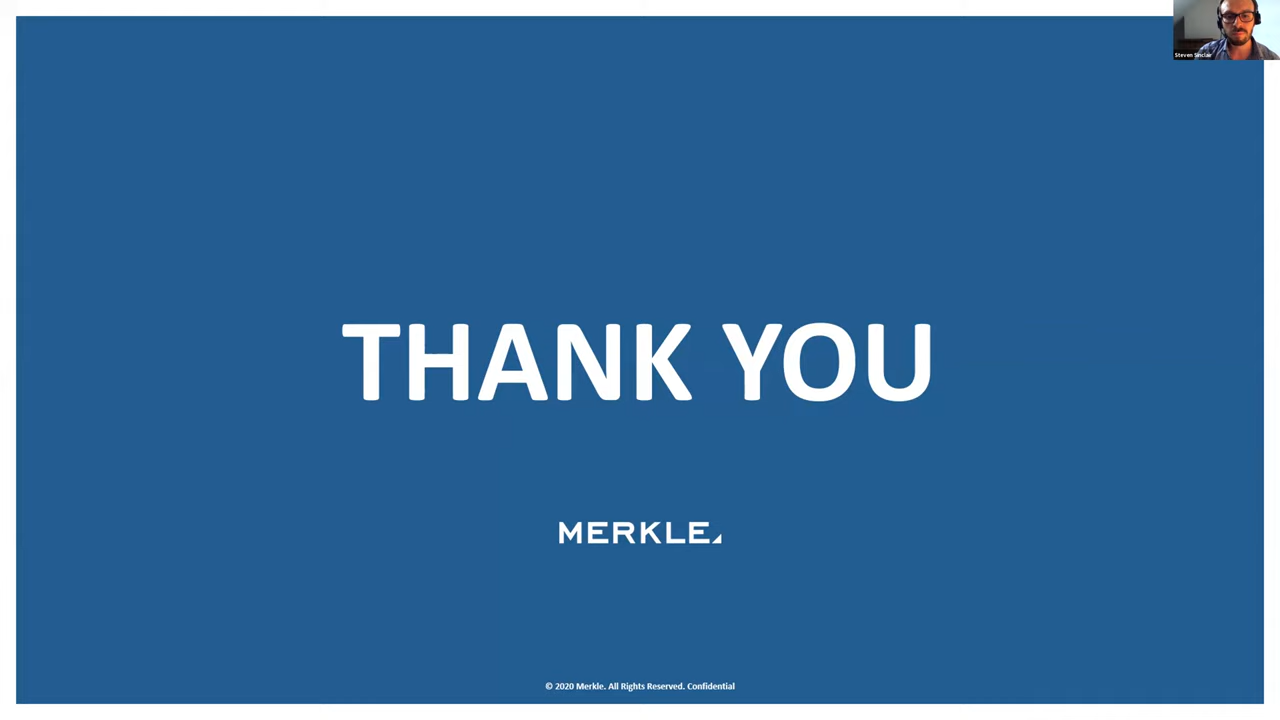 Steven Sinclair
THANK YOU
MERKLE
© 2020 Merkle. All Rights Reserved. Confidential